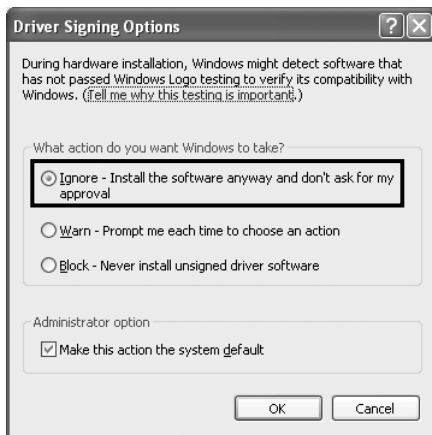 Driver Signing Options
During hardware installation, Windows might detect software that
has not passed Windows Logo testing to verify its compatibility with
Windows. (Tell me why this testing is important.)
What action do you want Windows to take?
Ignore - Install the software anyway and don't ask for my
approval
Warn - Prompt me each time to choose an action
Block - Never install unsigned driver software
Administrator option
Make this action the system default
OK Cancel